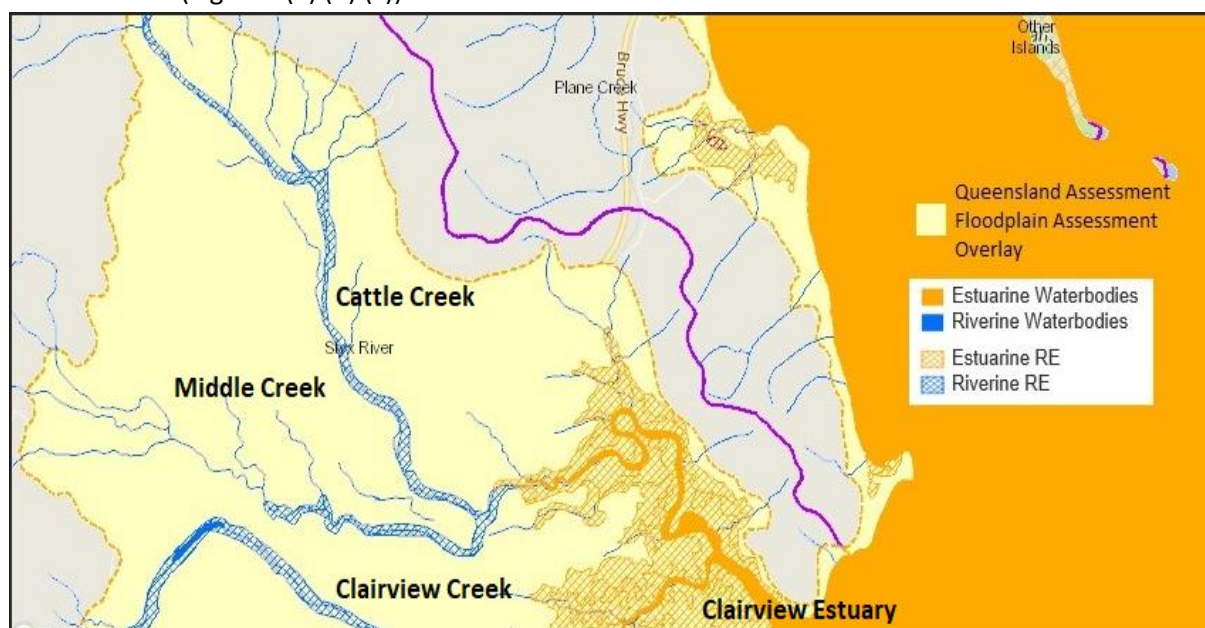 Other
Islands
Plane Creek
Bruce Hwy
Queensland Assessment
Floodplain Assessment
Overlay
Estuarine Waterbodies
Riverine Waterbodies
Estuarine RE
Riverine RE
Cattle Creek
Styx River
Middle Creek
Clairview Creek
Clairview Estuary